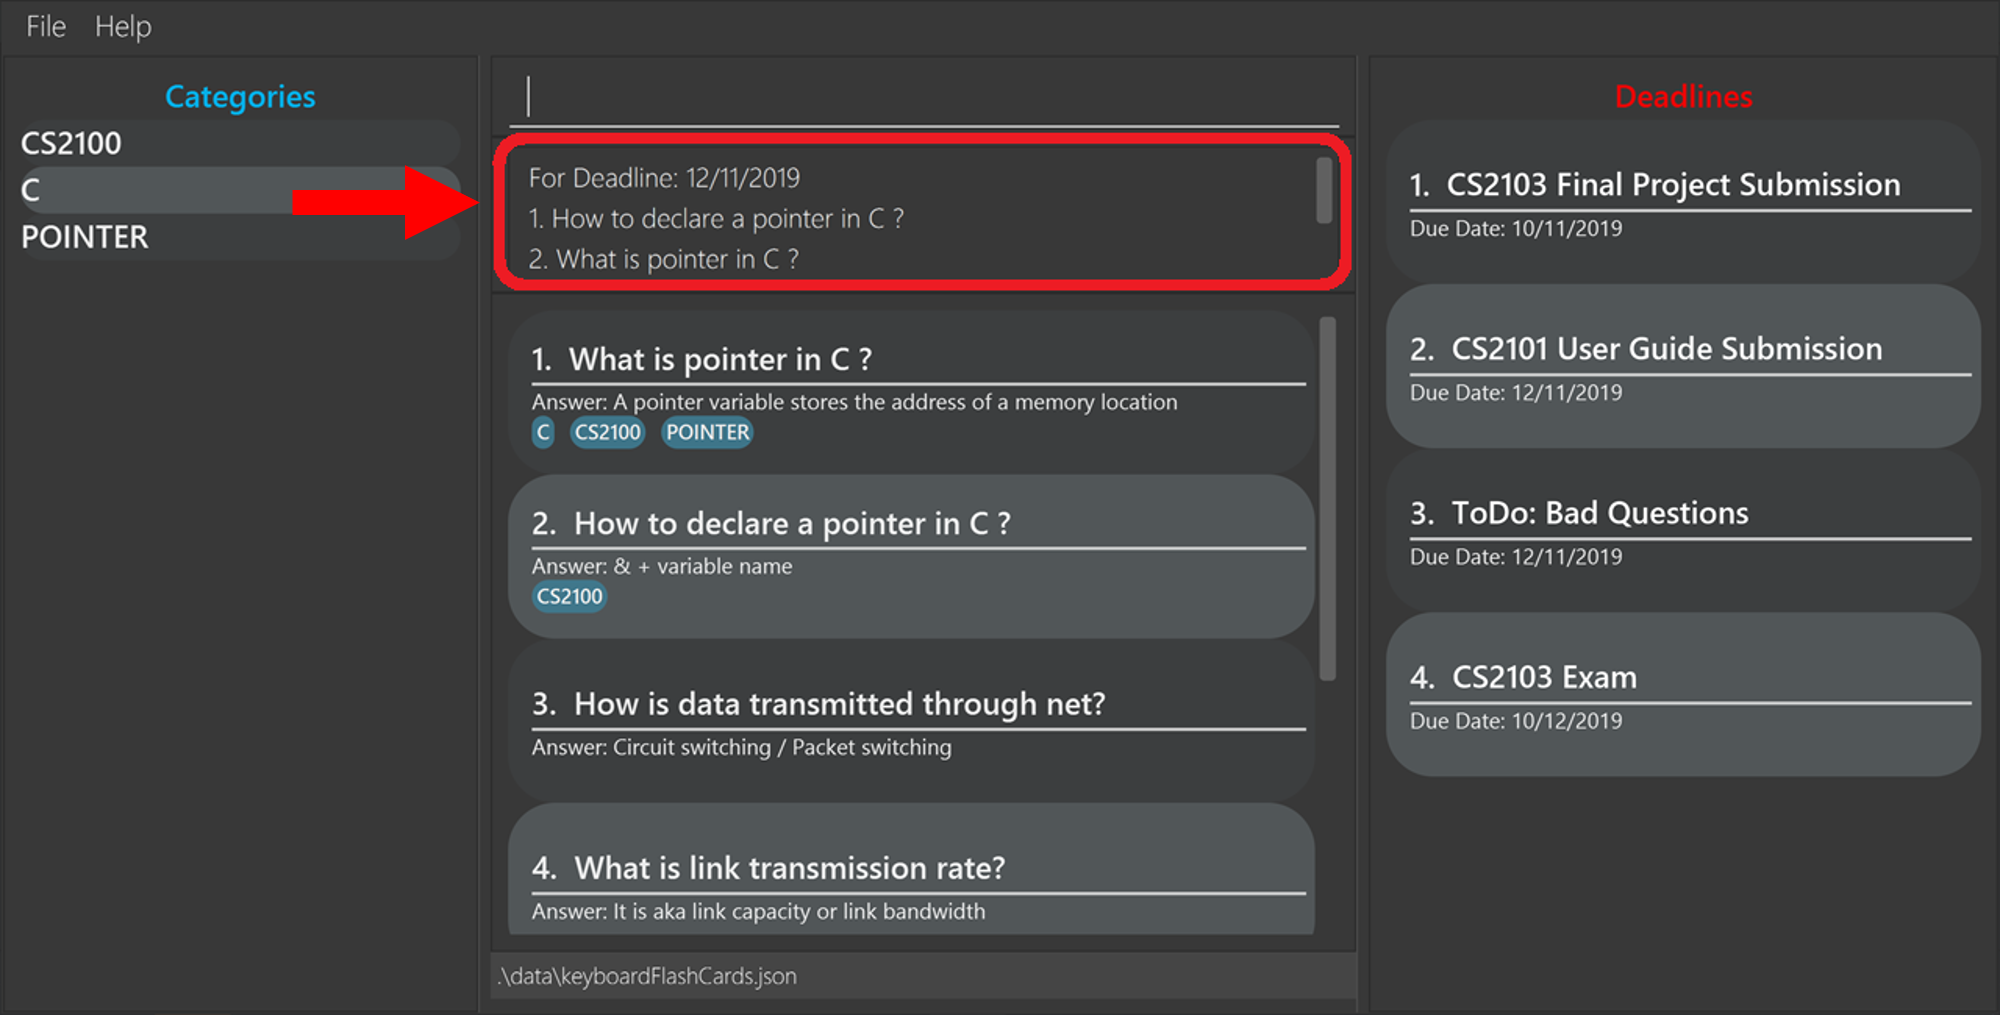 File Help
Categories
CS2100
C
POINTER
For Deadline: 12/11/2019
1. How to declare a pointer in C ?
2. What is pointer in C ?
1. What is pointer in C ?
Answer: A pointer variable stores the address of a memory location
C CS2100 POINTER
2. How to declare a pointer in C ?
Answer: & + variable name
CS2100
3. How is data transmitted through net?
Answer: Circuit switching / Packet switching
4. What is link transmission rate?
Answer: It is aka link capacity or link bandwidth
.\data\keyboardFlashCards.json
Deadlines
1. CS2103 Final Project Submission
Due Date: 10/11/2019
2. CS2101 User Guide Submission
Due Date: 12/11/2019
3. ToDo: Bad Questions
Due Date: 12/11/2019
4. CS2103 Exam
Due Date: 10/12/2019